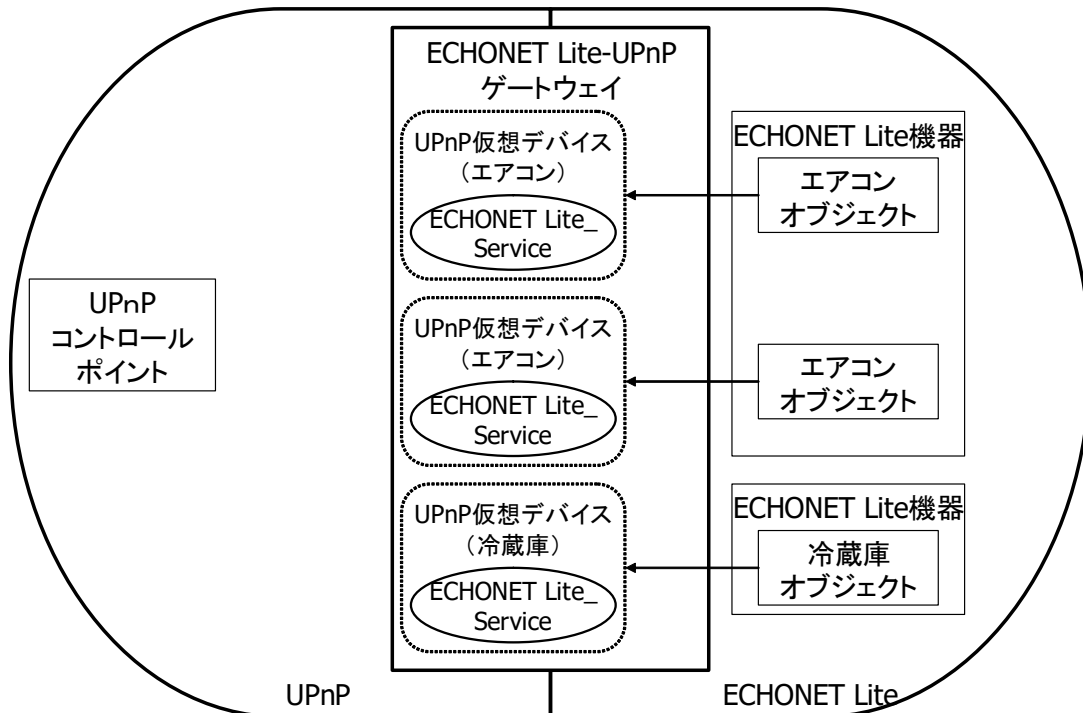 ECHONET Lite-UPnP
ゲートウェイ
UPnP仮想デバイス
（エアコン）
ECHONET Lite_
Service
ECHONET Lite機器
エアコン
オブジェクト
UPnP
コントロール
ポイント
UPnP仮想デバイス
（エアコン）
ECHONET Lite_
Service
エアコン
オブジェクト
UPnP仮想デバイス
（冷蔵庫）
ECHONET Lite_
Service
ECHONET Lite機器
冷蔵庫
オブジェクト
UPnP
ECHONET Lite